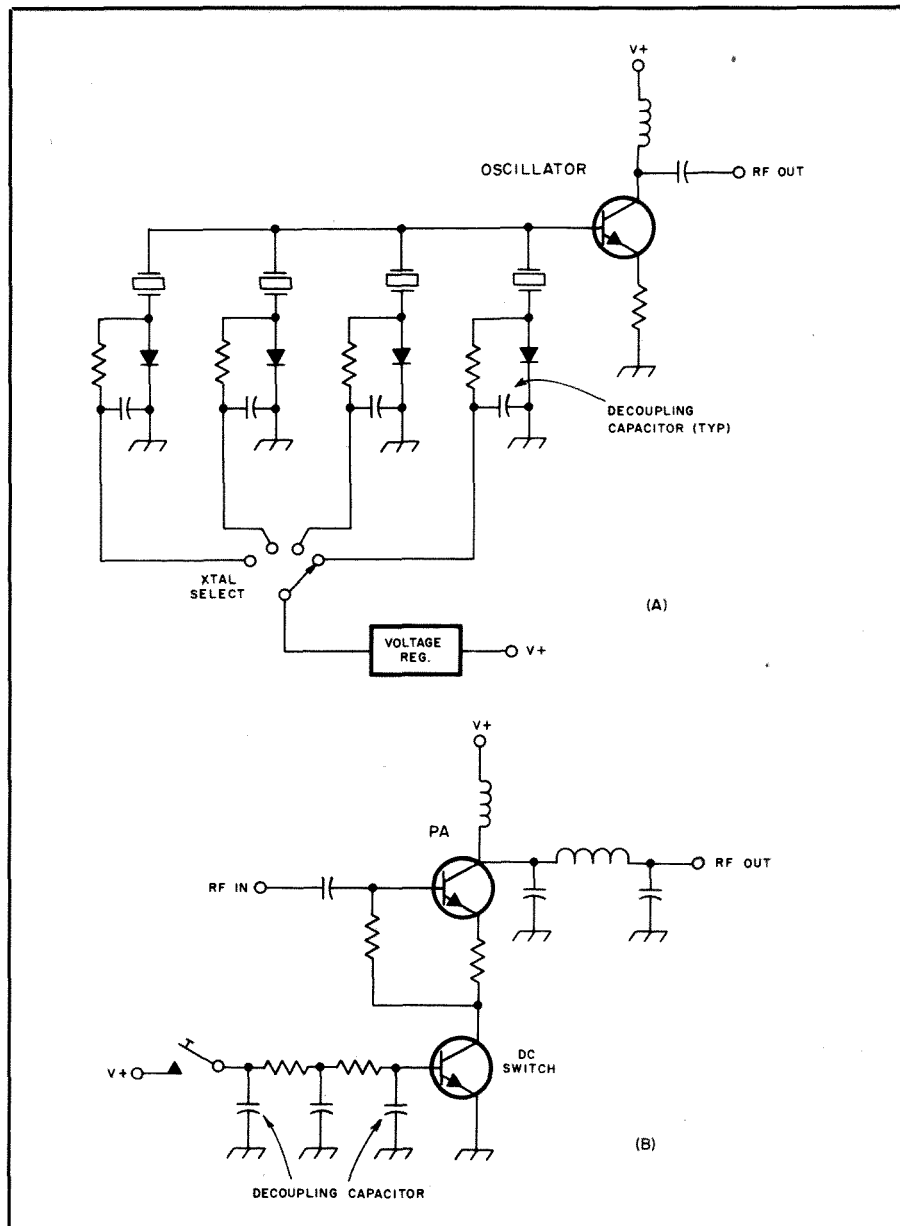 V+
OSCILLATOR
RF OUT
DECOUPLING
CAPACITOR (TYP)
XTAL
SELECT
(A)
VOLTAGE
REG.
V+
V+
PA
RF OUT
RF IN
DC
SWITCH
V+
(B)
DECOUPLING CAPACITOR